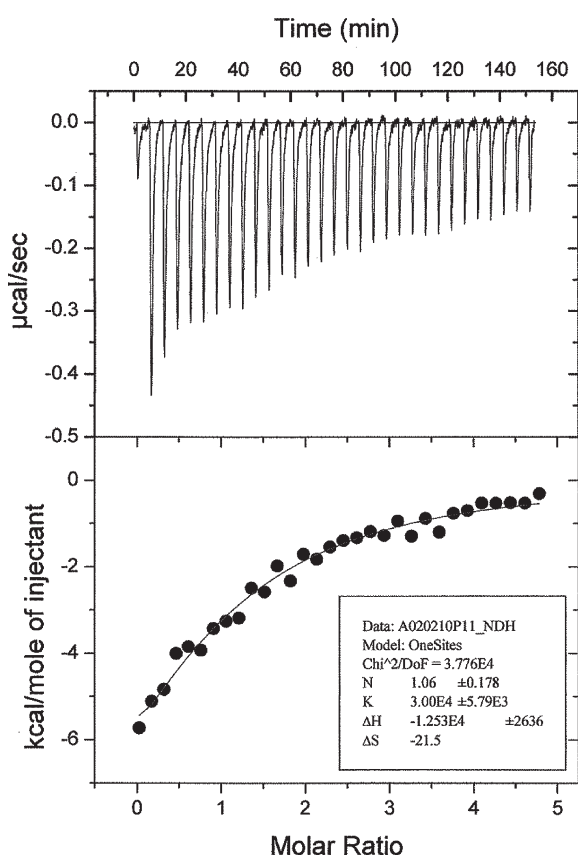 Time (min)
0 20 40 60 80 100 120 140 160
0.0
-0.1
-0.2
-0.3
-0.4
-0.5
µcal/sec
0
-2
-4
-6
kcal/mole of injectant
Data: A020210P11_NDH
Model: OneSites
Chi^2/DoF = 3.776E4
N 1.06 ±0.178
K 3.00E4 ±5.79E3
ΔH -1.253E4 ±2636
ΔS -21.5
0 1 2 3 4 5
Molar Ratio